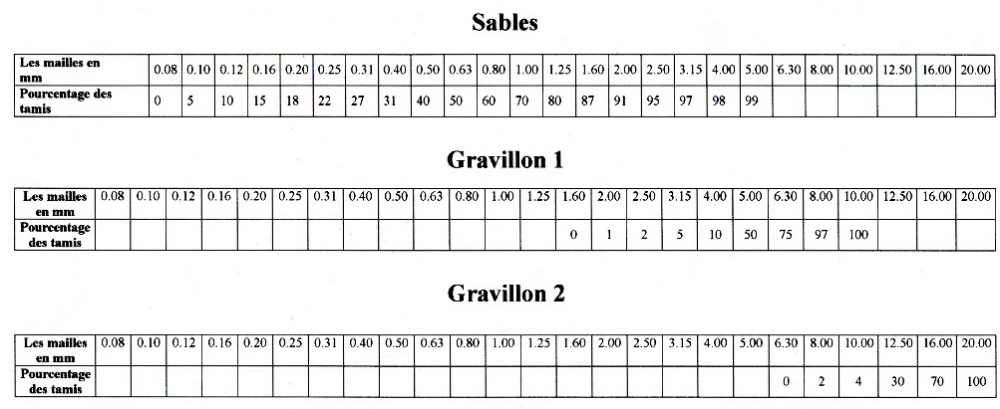 Sables
Les mailles en mm 0.08 0.10 0.12 0.16 0.20 0.25 0.31 0.40 0.50 0.63 0.80 1.00 1.25 1.60 2.00 2.50 3.15 4.00 5.00 6.30 8.00 10.00 12.50 16.00 20.00
Pourcentage des tamis 0 5 10 15 18 22 27 31 40 50 60 70 80 87 91 95 97 98 99
Gravillon 1
Les mailles en mm 0.08 0.10 0.12 0.16 0.20 0.25 0.31 0.40 0.50 0.63 0.80 1.00 1.25 1.60 2.00 2.50 3.15 4.00 5.00 6.30 8.00 10.00 12.50 16.00 20.00
Pourcentage des tamis 0 1 2 5 10 50 75 97 100
Gravillon 2
Les mailles en mm 0.08 0.10 0.12 0.16 0.20 0.25 0.31 0.40 0.50 0.63 0.80 1.00 1.25 1.60 2.00 2.50 3.15 4.00 5.00 6.30 8.00 10.00 12.50 16.00 20.00
Pourcentage des tamis 0 2 4 30 70 100